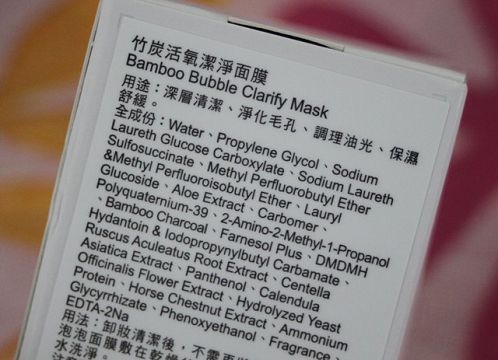 竹炭活氧潔淨面膜
Bamboo Bubble Clarify Mask
用途：深層清潔、淨化毛孔、調理油光、保濕
舒緩。
全成份：Water、Propylene Glycol、Sodium
Laureth Glucose Carboxylate、Sodium Laureth
Sulfosuccinate、Methyl Perfluorobutyl Ether
&Methyl Perfluoroisobutyl Ether、Lauryl
Glucoside、Aloe Extract、Carbomer、
Polyquaternium-39、2-Amino-2-Methyl-1-Propanol
、Bamboo Charcoal、Farnesol Plus、DMDMH
Hydantoin & Iodopropynylbutyl Carbamate、
Ruscus Aculeatus Root Extract、Centella
Asiatica Extract、Panthenol、Calendula
Officinalis Flower Extract、Hydrolyzed Yeast
Protein、Horse Chestnut Extract、Ammonium
Glycyrrhizate、Phenoxyethanol、Fragrance、
EDTA-2Na
用法：卸妝清潔後，不需再
泡泡面膜敷在乾燥
水洗淨。